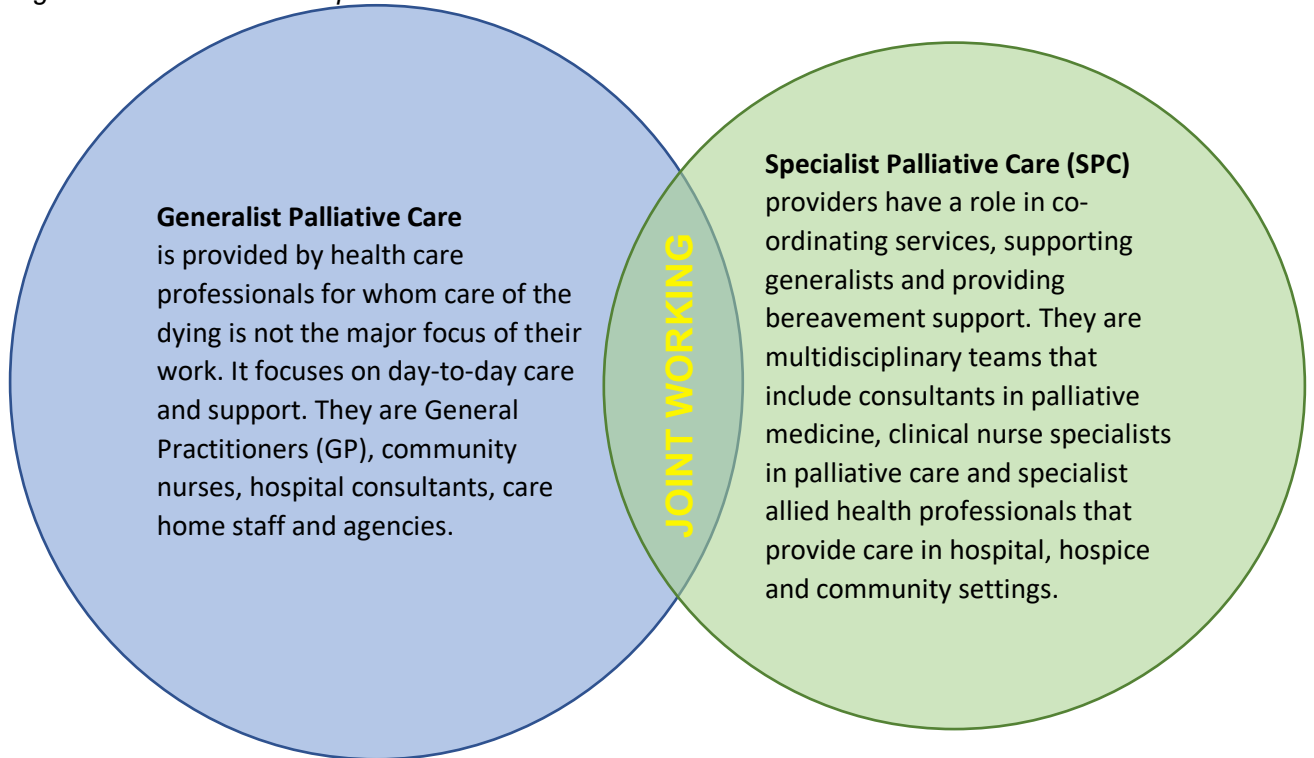 Generalist Palliative Care
is provided by health care
professionals for whom care of the
dying is not the major focus of their
work. It focuses on day-to-day care
and support. They are General
Practitioners (GP), community
nurses, hospital consultants, care
home staff and agencies.
JOINT WORKING
Specialist Palliative Care (SPC)
providers have a role in co-
ordinating services, supporting
generalists and providing
bereavement support. They are
multidisciplinary teams that
include consultants in palliative
medicine, clinical nurse specialists
in palliative care and specialist
allied health professionals that
provide care in hospital, hospice
and community settings.